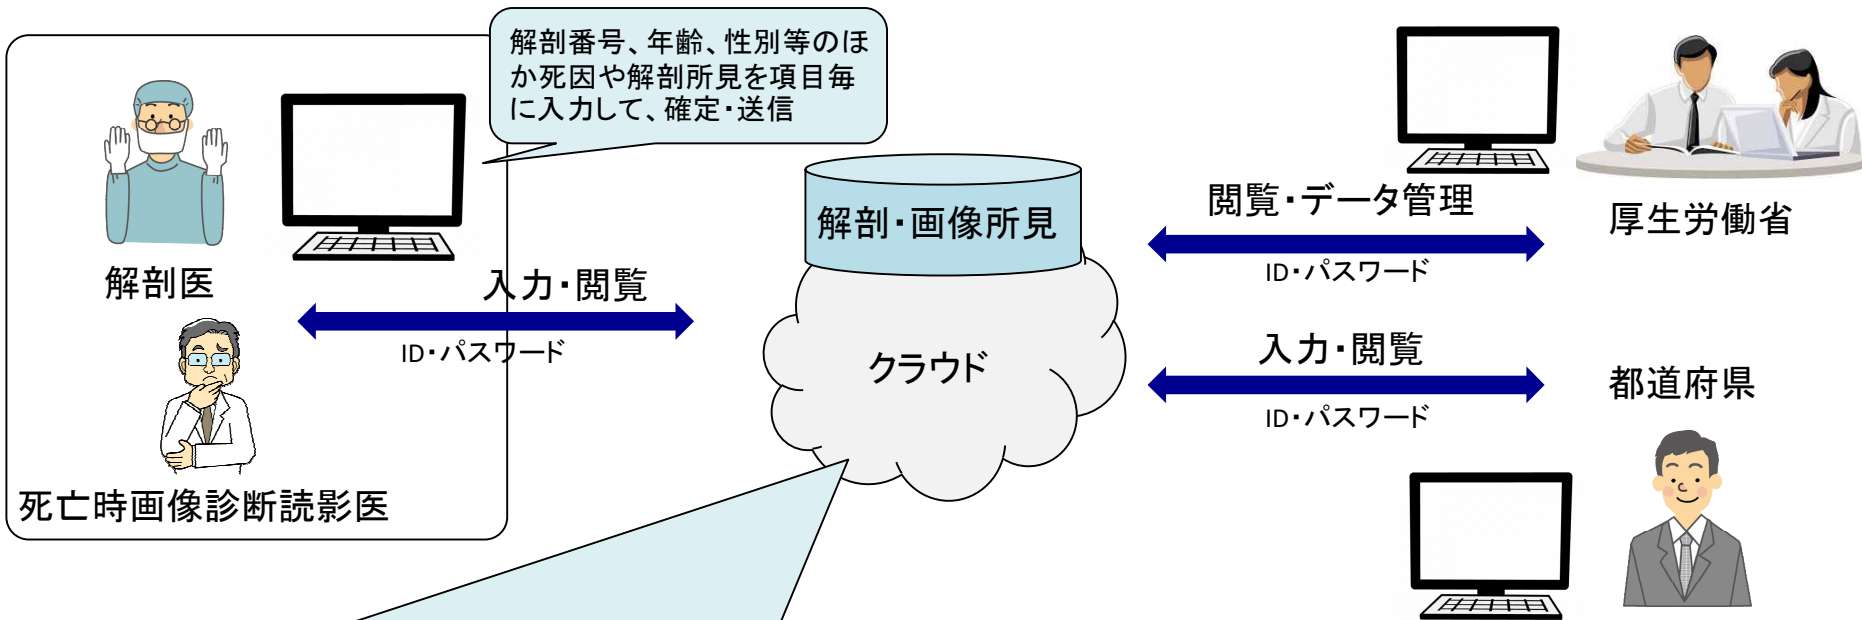 解剖番号、年齢、性別等のほ
か死因や解剖所見を項目毎
に入力して、確定・送信
解剖医
死亡時画像診断読影医
入力・閲覧
ID・パスワード
解剖・画像所見
クラウド
閲覧・データ管理
ID・パスワード
厚生労働省
入力・閲覧
ID・パスワード
都道府県